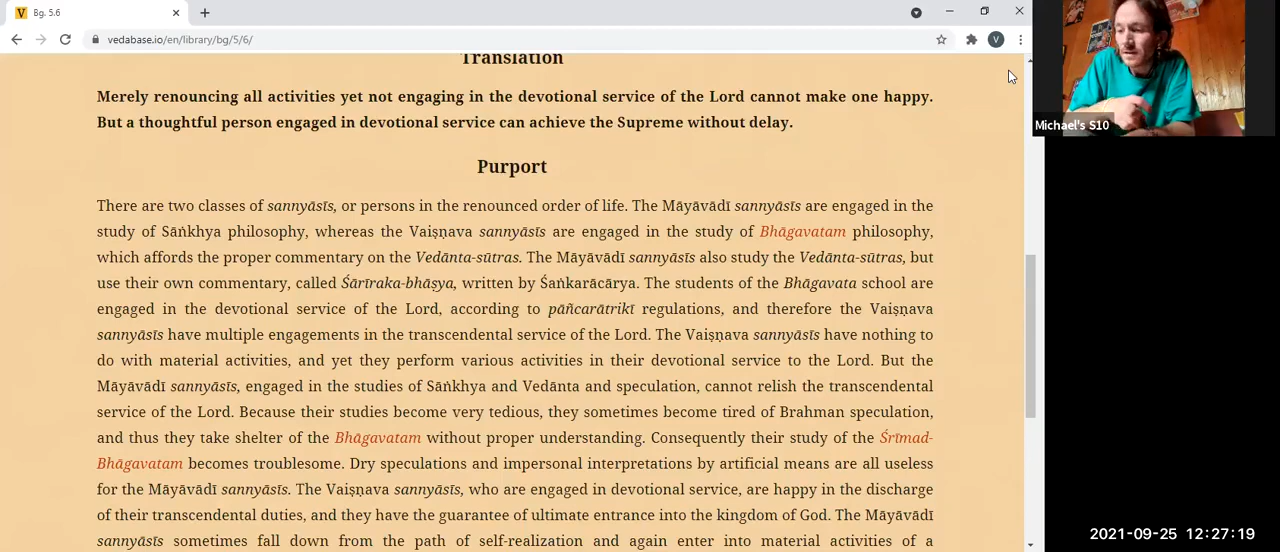 Bg. 5.6
vedabase.io/en/library/bg/5/6/
V
Translation
Merely renouncing all activities yet not engaging in the devotional service of the Lord cannot make one happy.
But a thoughtful person engaged in devotional service can achieve the Supreme without delay.
Purport
There are two classes of sannyāsīs, or persons in the renounced order of life. The Māyāvādī sannyāsīs are engaged in the
study of Sāṅkhya philosophy, whereas the Vaiṣṇava sannyāsīs are engaged in the study of Bhāgavatam philosophy,
which affords the proper commentary on the Vedānta-sūtras. The Māyāvādī sannyāsīs also study the Vedānta-sūtras, but
use their own commentary, called Śārīraka-bhāṣya, written by Śaṅkarācārya. The students of the Bhāgavata school are
engaged in the devotional service of the Lord, according to pāñcarātrikī regulations, and therefore the Vaiṣṇava
sannyāsīs have multiple engagements in the transcendental service of the Lord. The Vaiṣṇava sannyāsīs have nothing to
do with material activities, and yet they perform various activities in their devotional service to the Lord. But the
Māyāvādī sannyāsīs, engaged in the studies of Sāṅkhya and Vedānta and speculation, cannot relish the transcendental
service of the Lord. Because their studies become very tedious, they sometimes become tired of Brahman speculation,
and thus they take shelter of the Bhāgavatam without proper understanding. Consequently their study of the Śrīmad-
Bhāgavatam becomes troublesome. Dry speculations and impersonal interpretations by artificial means are all useless
for the Māyāvādī sannyāsīs. The Vaiṣṇava sannyāsīs, who are engaged in devotional service, are happy in the discharge
of their transcendental duties, and they have the guarantee of ultimate entrance into the kingdom of God. The Māyāvādī
sannyāsīs sometimes fall down from the path of self-realization and again enter into material activities of a
Michael's S10
2021-09-25 12:27:19